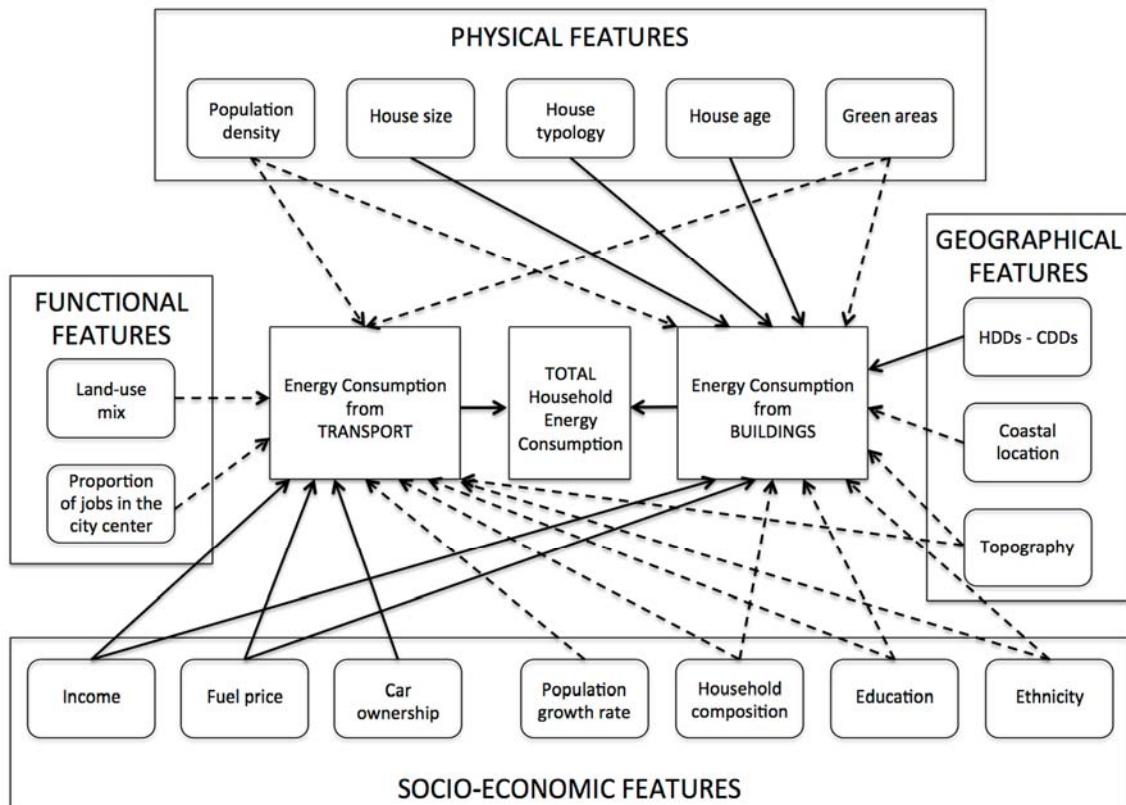 PHYSICAL FEATURES
Population
density
House size
House
typology
House age
Green areas
GEOGRAPHICAL
FEATURES
HDDs - CDDs
Coastal
location
Topography
FUNCTIONAL
FEATURES
Land-use
mix
Proportion
of jobs in the
city center
Energy Consumption
from
TRANSPORT
TOTAL
Household
Energy
Consumption
Energy Consumption
from
BUILDINGS
Income
Fuel price
Car
ownership
Population
growth rate
Household
composition
Education
Ethnicity
SOCIO-ECONOMIC FEATURES